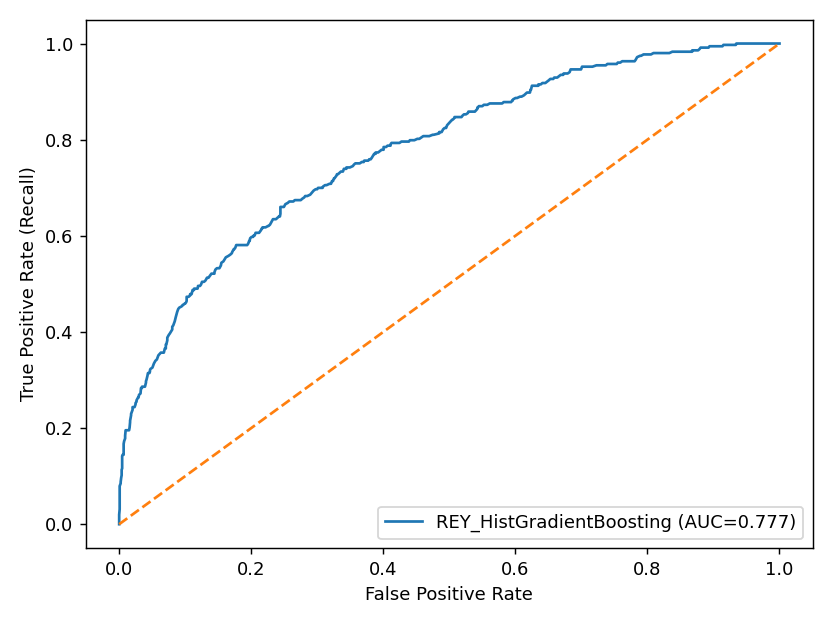 1.0
0.8
0.6
0.4
0.2
0.0
True Positive Rate (Recall)
REY_HistGradientBoosting (AUC=0.777)
0.0 0.2 0.4 0.6 0.8 1.0
False Positive Rate